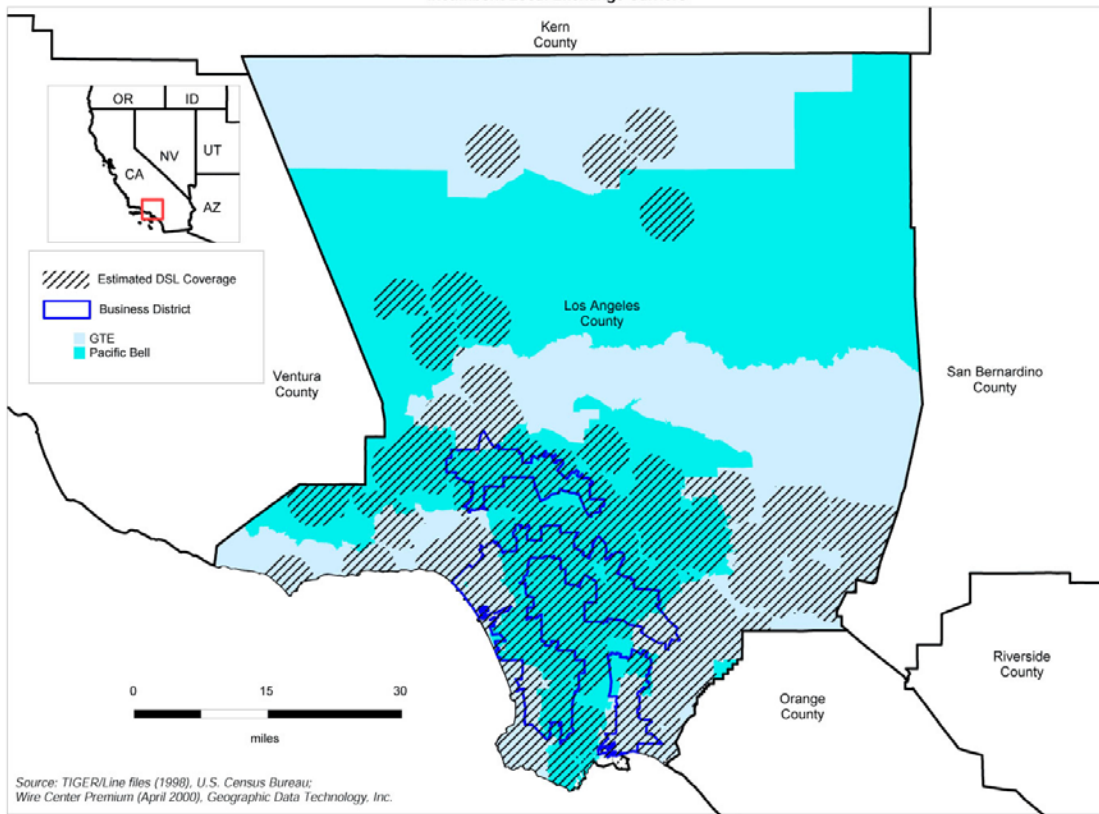 Kern
County
OR
ID
NV
UT
CA
AZ
Estimated DSL Coverage
Business District
GTE
Pacific Bell
Los Angeles
County
Ventura
County
San Bernardino
County
Riverside
County
Orange
County
0
15
30
miles
Source: TIGER/Line files (1998), U.S. Census Bureau;
Wire Center Premium (April 2000), Geographic Data Technology, Inc.